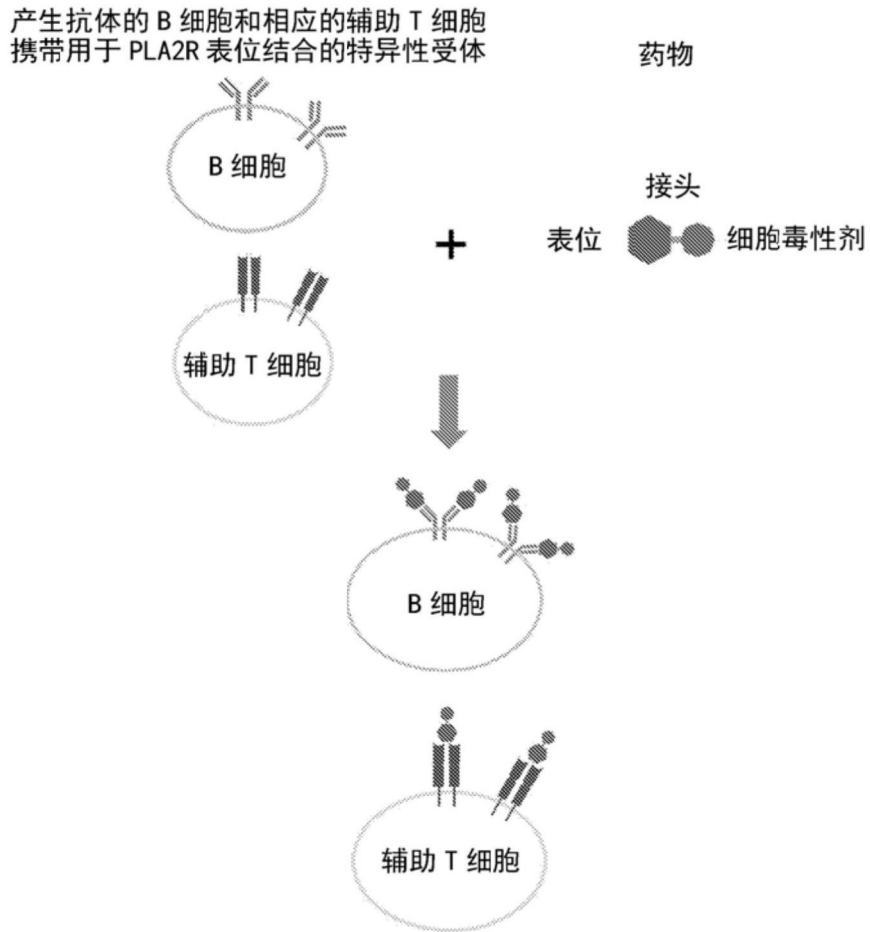 产生抗体的 B 细胞和相应的辅助 T 细胞
携带用于 PLA2R 表位结合的特异性受体
药物
B 细胞
接头
表位
细胞毒性剂
+
辅助 T 细胞
B 细胞
辅助 T 细胞